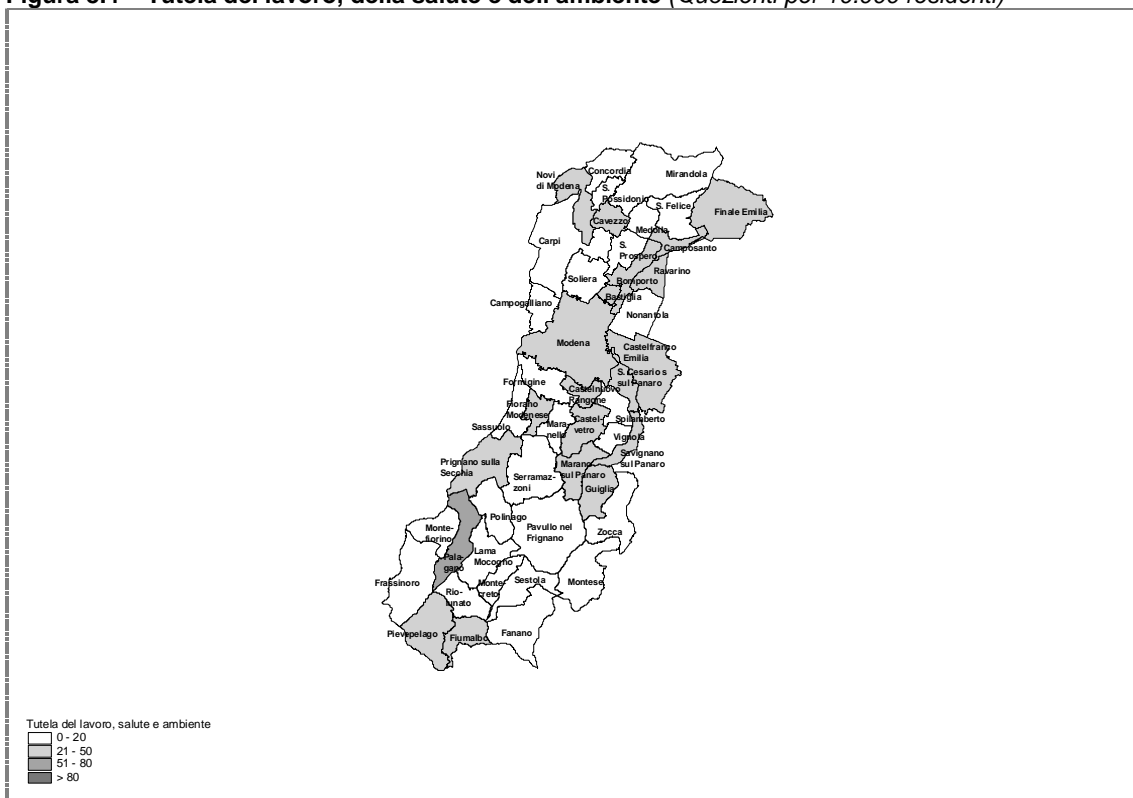 Tutela del lavoro, della salute e dell'ambiente (Quozienti per 10.000 residenti)
Concordia
Novi
di Modena
Mirandola
S.
Possidonio
S. Felice
Finale Emilia
Cavezzo
Medolla
Carpi
S.
Prospero
Camposanto
Ravarino
Soliera
Bomporto
Bastiglia
Campogalliano
Nonantola
Modena
Castelfranco
Emilia
S. Cesario s
sul Panaro
Formigine
Castelnuovo
Rangone
Fiorano
Modenese
Spilamberto
Castel-
vetro
Mara
nello
Sassuolo
Vignola
Savignano
sul Panaro
Prignano sulla
Secchia
Marano
sul Panaro
Serramaz-
zoni
Guiglia
Polinago
Monte-
fiorino
Pavullo nel
Frignano
Zocca
Lama
Mocogno
Pala-
gano
Frassinoro
Monte-
creto
Sestola
Montese
Rio-
lunato
Pievepelago
Fiumalbo
Fanano
Tutela del lavoro, salute e ambiente
0 - 20
21 - 50
51 - 80
> 80